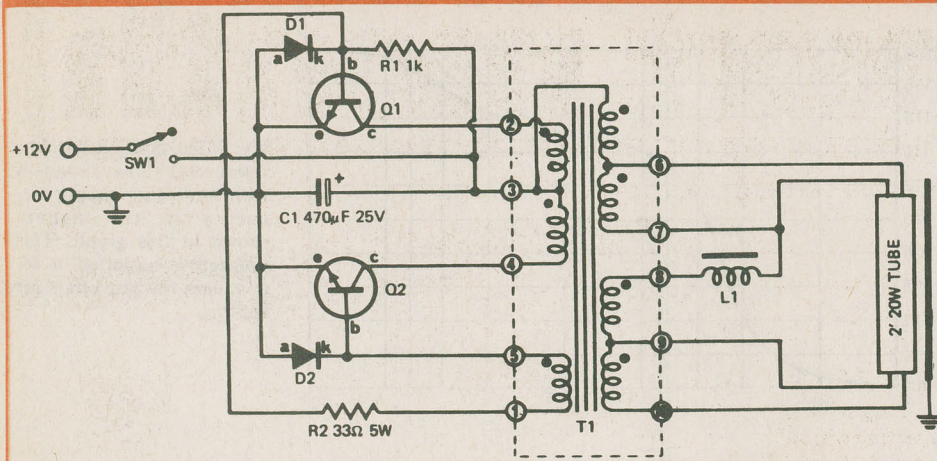 D1
a
k
R1 1k
b
Q1
e
c
2
+12V
SW1
6
0V
+
3
C1 470μF 25V
7
e
c
4
8
Q2
L1
2' 20W TUBE
b
9
a
k
5
D2
1
10
R2 33Ω 5W
T1